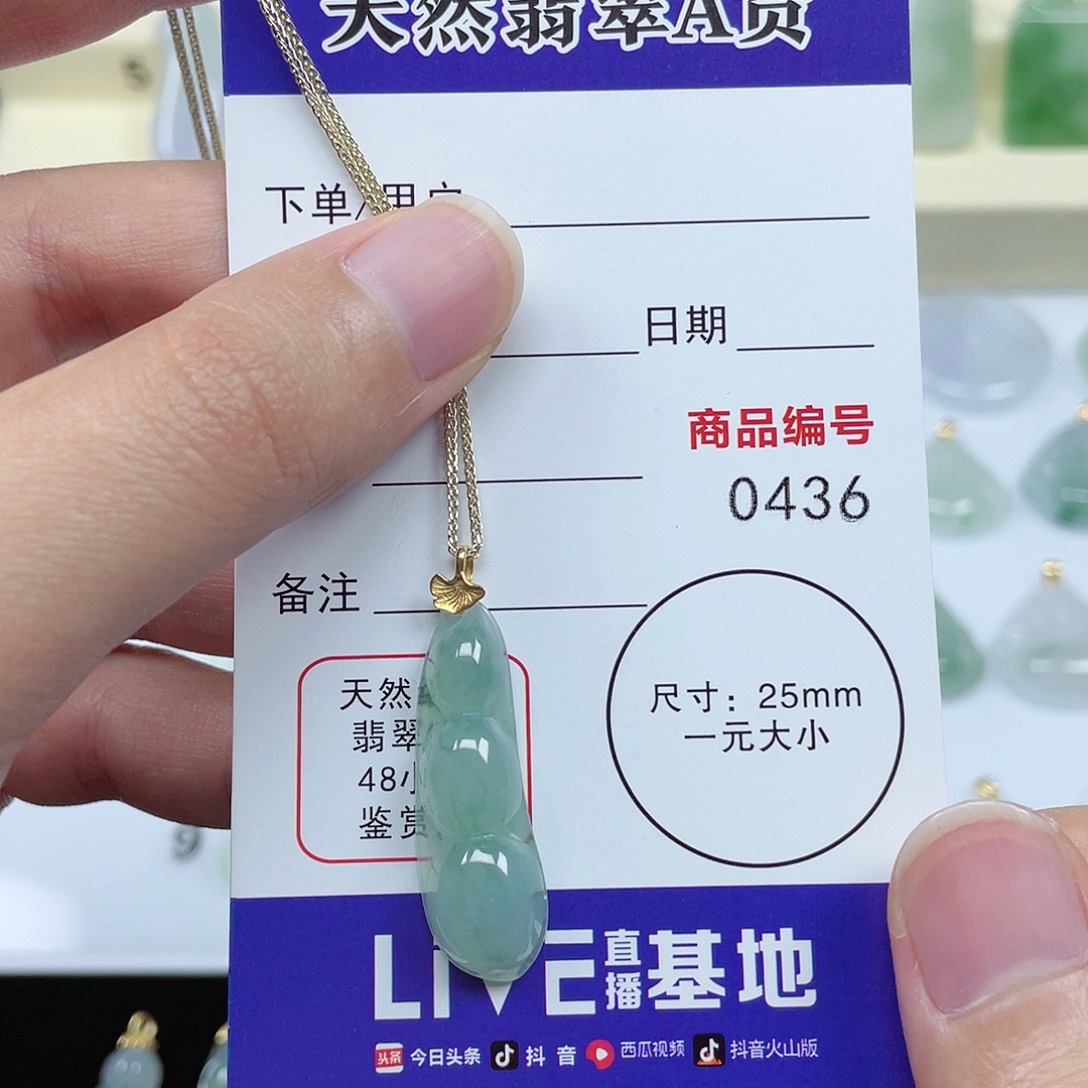 天然翡翠A货
下单/用户
日期
商品编号
0436
备注
天然
翡翠
48小
鉴赏
尺寸：25mm
一元大小
LIVE直播基地
头条 今日头条 抖音 西瓜视频 抖音火山版
9